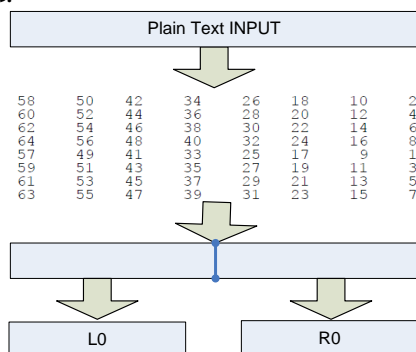 Plain Text INPUT
58 50 42 34 26 18 10 2
60 52 44 36 28 20 12 4
62 54 46 38 30 22 14 6
64 56 48 40 32 24 16 8
57 49 41 33 25 17 9 1
59 51 43 35 27 19 11 3
61 53 45 37 29 21 13 5
63 55 47 39 31 23 15 7
L0 R0